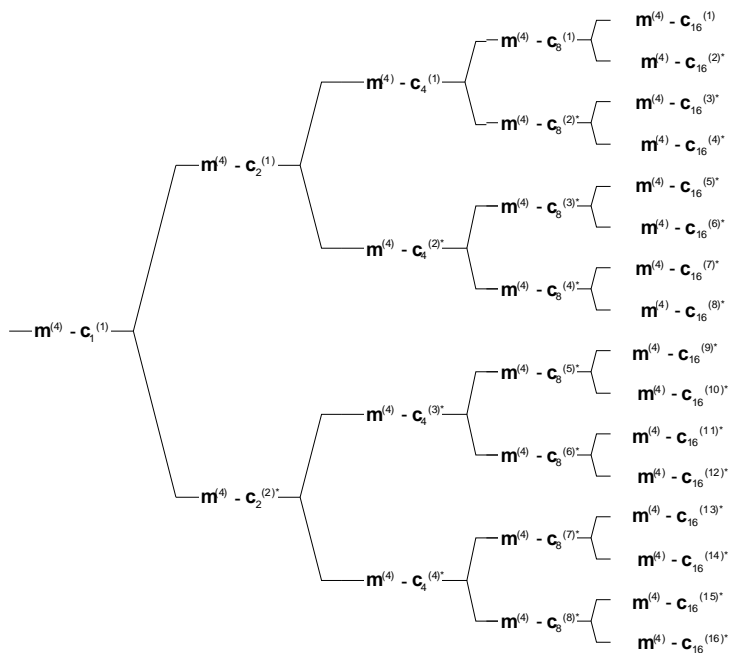 m(4) - c1(1)
m(4) - c2(1)
m(4) - c2(2)*
m(4) - c4(1)
m(4) - c4(2)*
m(4) - c4(3)*
m(4) - c4(4)*
m(4) - c8(1)
m(4) - c8(2)*
m(4) - c8(3)*
m(4) - c8(4)*
m(4) - c8(5)*
m(4) - c8(6)*
m(4) - c8(7)*
m(4) - c8(8)*
m(4) - c16(1)
m(4) - c16(2)*
m(4) - c16(3)*
m(4) - c16(4)*
m(4) - c16(5)*
m(4) - c16(6)*
m(4) - c16(7)*
m(4) - c16(8)*
m(4) - c16(9)*
m(4) - c16(10)*
m(4) - c16(11)*
m(4) - c16(12)*
m(4) - c16(13)*
m(4) - c16(14)*
m(4) - c16(15)*
m(4) - c16(16)*